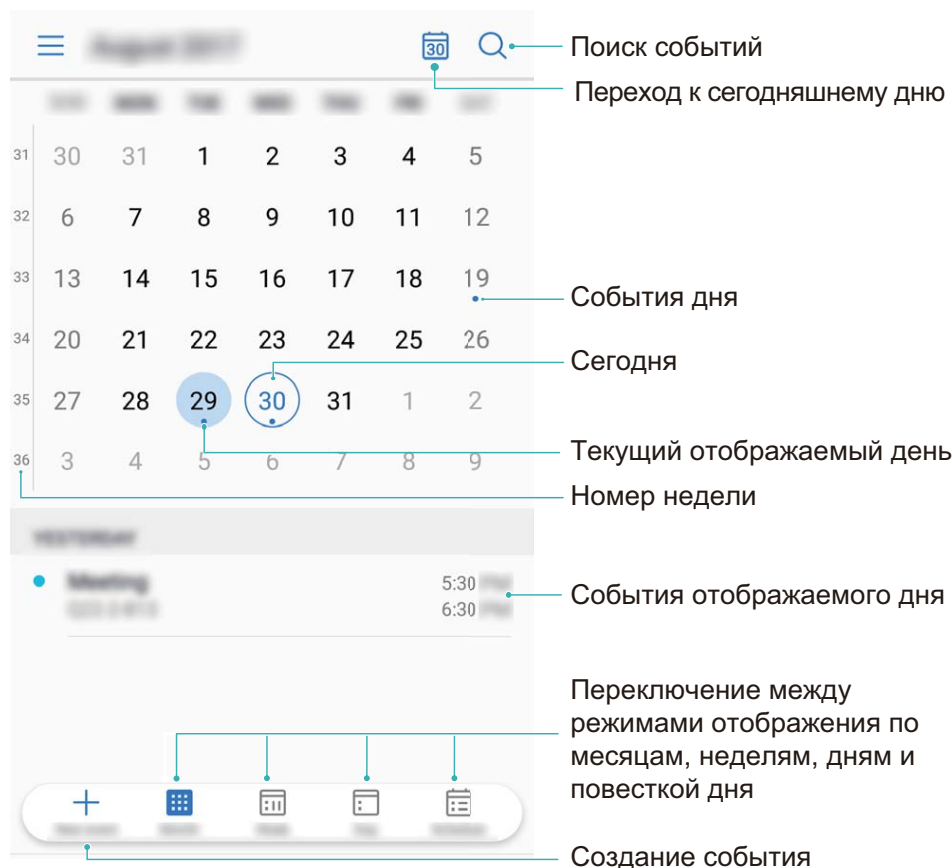 30
Поиск событий
Переход к сегодняшнему дню
31 30 31 1 2 3 4 5
32 6 7 8 9 10 11 12
33 13 14 15 16 17 18 19
События дня
34 20 21 22 23 24 25 26
Сегодня
35 27 28 29 30 31 1 2
Текущий отображаемый день
36 3 4 5 6 7 8 9
Номер недели
Meeting
5:30
6:30
События отображаемого дня
Переключение между
режимами отображения по
месяцам, неделям, дням и
повесткой дня
Создание события